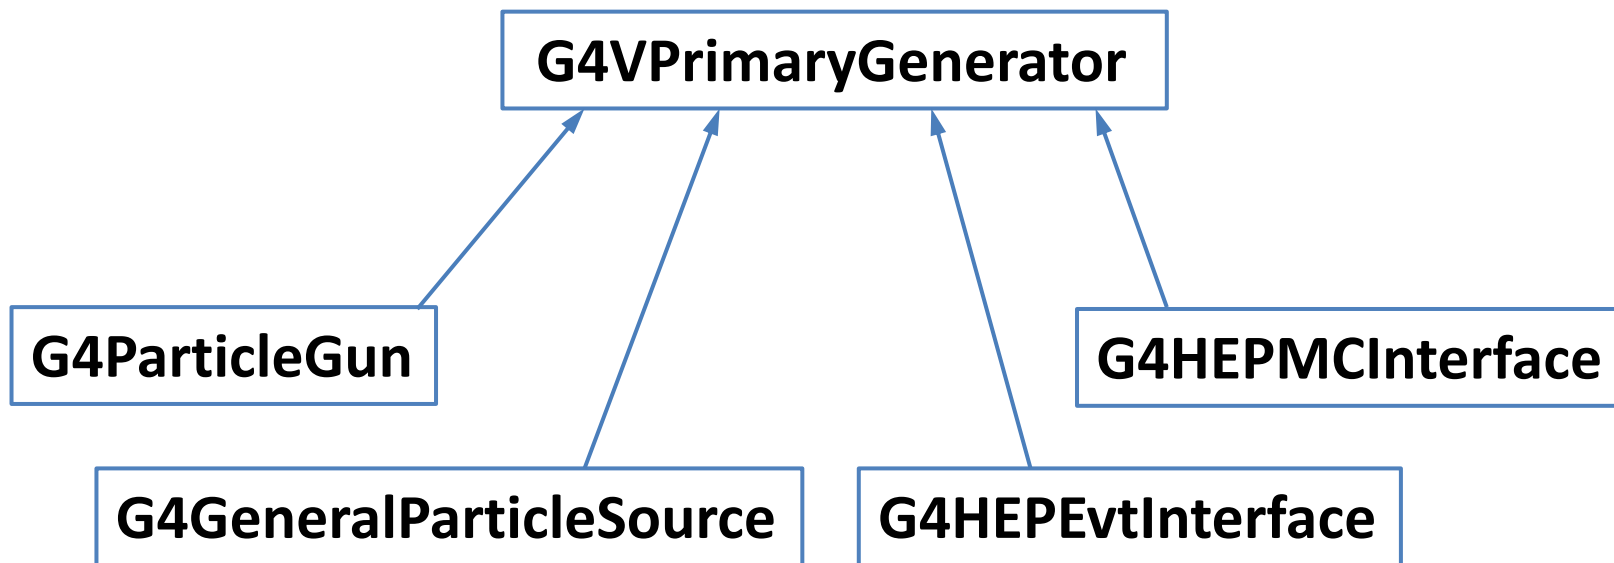 G4VPrimaryGenerator
G4ParticleGun
G4HEPMCInterface
G4GeneralParticleSource
G4HEPEvtInterface